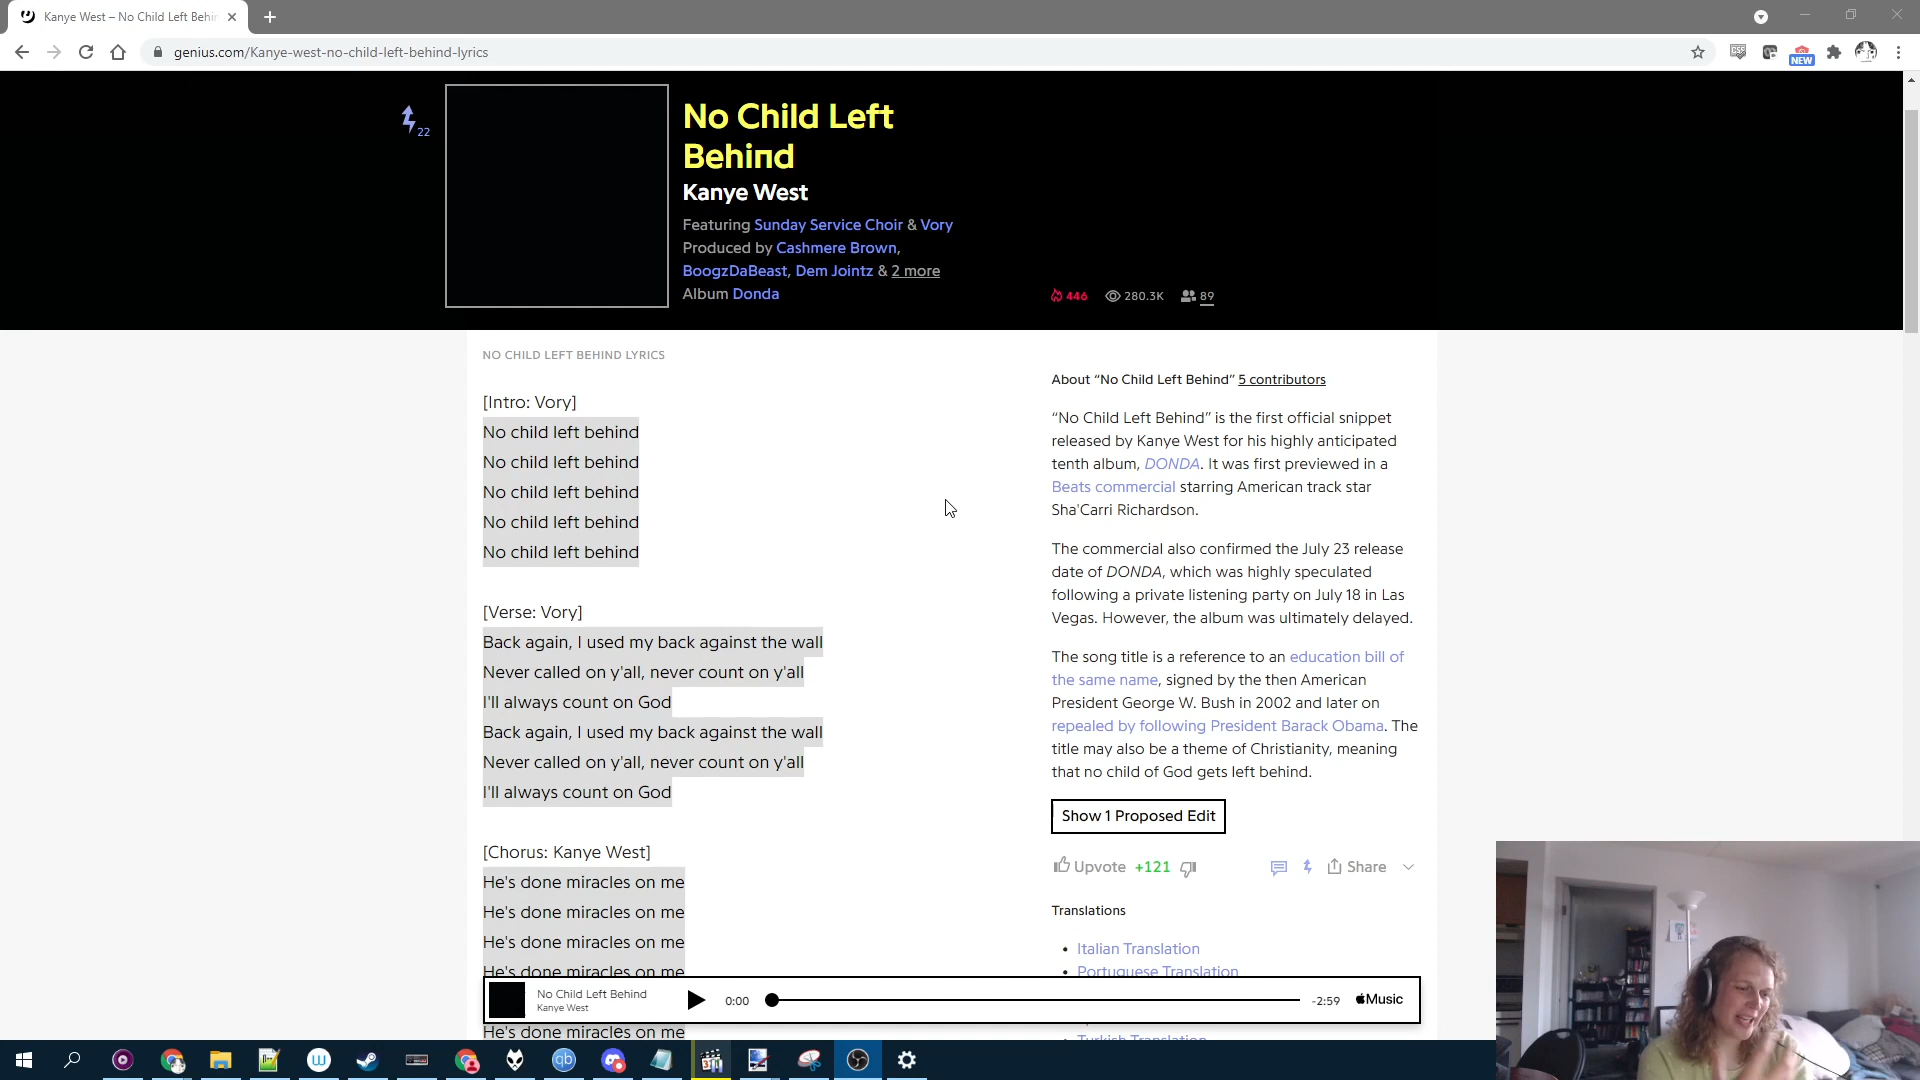 Kanye West – No Child Left Behin
genius.com/Kanye-west-no-child-left-behind-lyrics
NEW
22
No Child Left
Behiпd
Kanye West
Featuring Sunday Service Choir & Vory
Produced by Cashmere Brown,
BoogzDaBeast, Dem Jointz & 2 more
Album Donda
446 280.3K 89
NO CHILD LEFT BEHIND LYRICS
[Intro: Vory]
No child left behind
No child left behind
No child left behind
No child left behind
No child left behind
[Verse: Vory]
Back again, I used my back against the wall
Never called on y'all, never count on y'all
I'll always count on God
Back again, I used my back against the wall
Never called on y'all, never count on y'all
I'll always count on God
[Chorus: Kanye West]
He's done miracles on me
He's done miracles on me
He's done miracles on me
He's done miracles on me
He's done miracles on me
About “No Child Left Behind” 5 contributors
“No Child Left Behind” is the first official snippet
released by Kanye West for his highly anticipated
tenth album, DONDA. It was first previewed in a
Beats commercial starring American track star
Sha'Carri Richardson.
The commercial also confirmed the July 23 release
date of DONDA, which was highly speculated
following a private listening party on July 18 in Las
Vegas. However, the album was ultimately delayed.
The song title is a reference to an education bill of
the same name, signed by the then American
President George W. Bush in 2002 and later on
repealed by following President Barack Obama. The
title may also be a theme of Christianity, meaning
that no child of God gets left behind.
Show 1 Proposed Edit
Upvote +121 Share
Translations
• Italian Translation
• Portuguese Translation
Turkish Translation
No Child Left Behind
Kanye West
0:00 -2:59 Music
W
qb